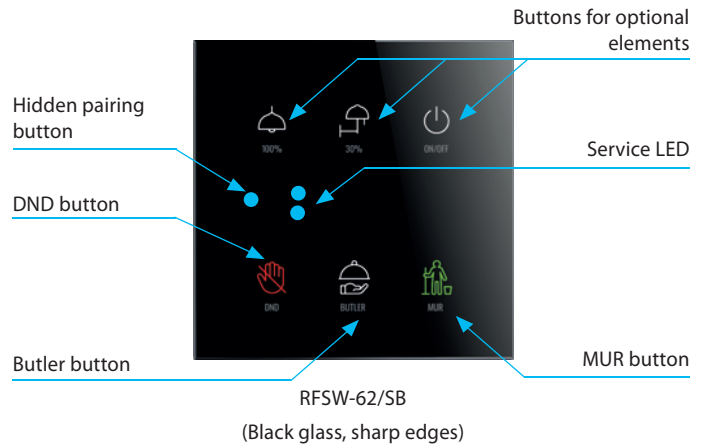 Buttons for optional
elements
Hidden pairing
button
100%
30%
ON/OFF
Service LED
DND button
DND
BUTLER
MUR
Butler button
MUR button
RFSW-62/SB
(Black glass, sharp edges)